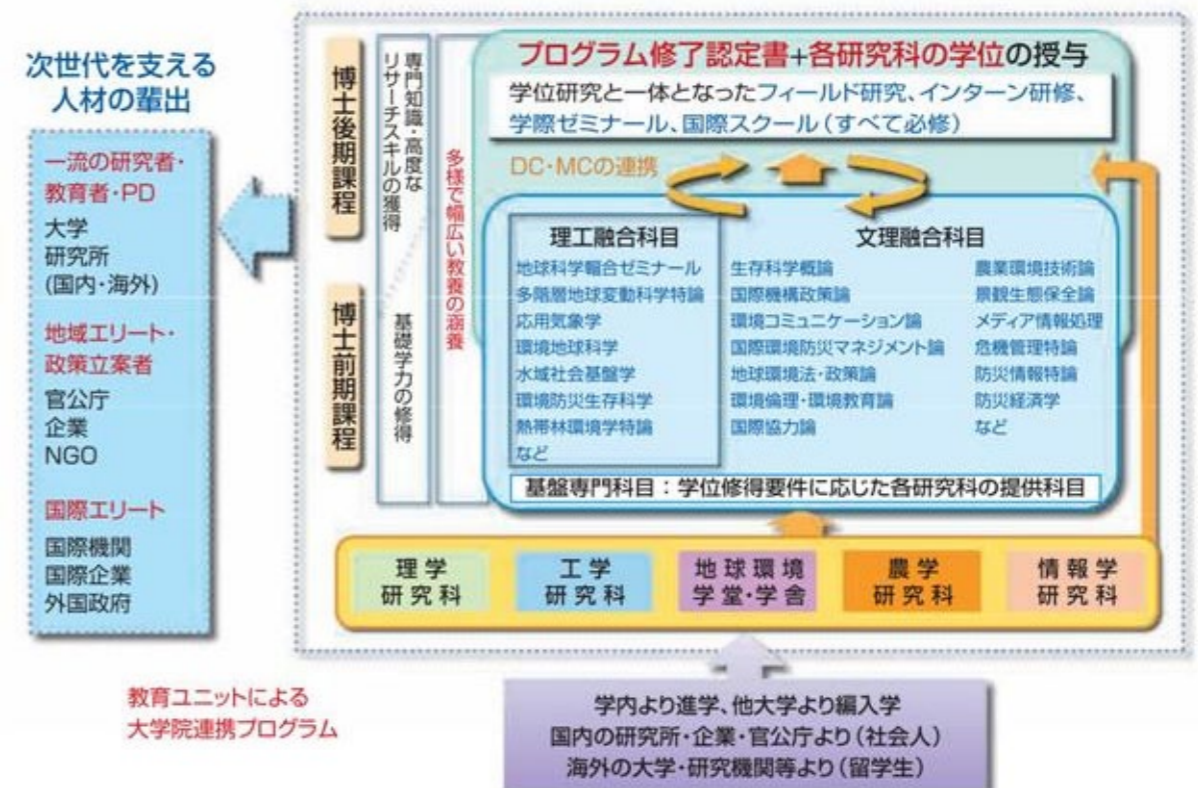 次世代を支える
人材の輩出
一流の研究者・
教育者・PD
大学
研究所
(国内・海外)
地域エリート・
政策立案者
官公庁
企業
NGO
国際エリート
国際機関
国際企業
外国政府
博士後期課程
博士前期課程
専門知識・高度な
リサーチスキルの獲得
基礎学力の修得
多様で幅広い教養の涵養
プログラム修了認定書+各研究科の学位の授与
学位研究と一体となったフィールド研究、インターン研修、
学際ゼミナール、国際スクール(すべて必修)
DC・MCの連携
理工融合科目
地球科学輻合ゼミナール
多階層地球変動科学特論
応用気象学
環境地球科学
水域社会基盤学
環境防災生存科学
熱帯林環境学特論
など
文理融合科目
生存科学概論
国際機構政策論
環境コミュニケーション論
国際環境防災マネジメント論
地球環境法・政策論
環境倫理・環境教育論
国際協力論
農業環境技術論
景観生態保全論
メディア情報処理
危機管理特論
防災情報特論
防災経済学
など
基盤専門科目:学位修得要件に応じた各研究科の提供科目
理学
研究科
工学
研究科
地球環境
学堂・学舎
農学
研究科
情報学
研究科
学内より進学、他大学より編入学
国内の研究所・企業・官公庁より(社会人)
海外の大学・研究機関等より(留学生)
教育ユニットによる
大学院連携プログラム